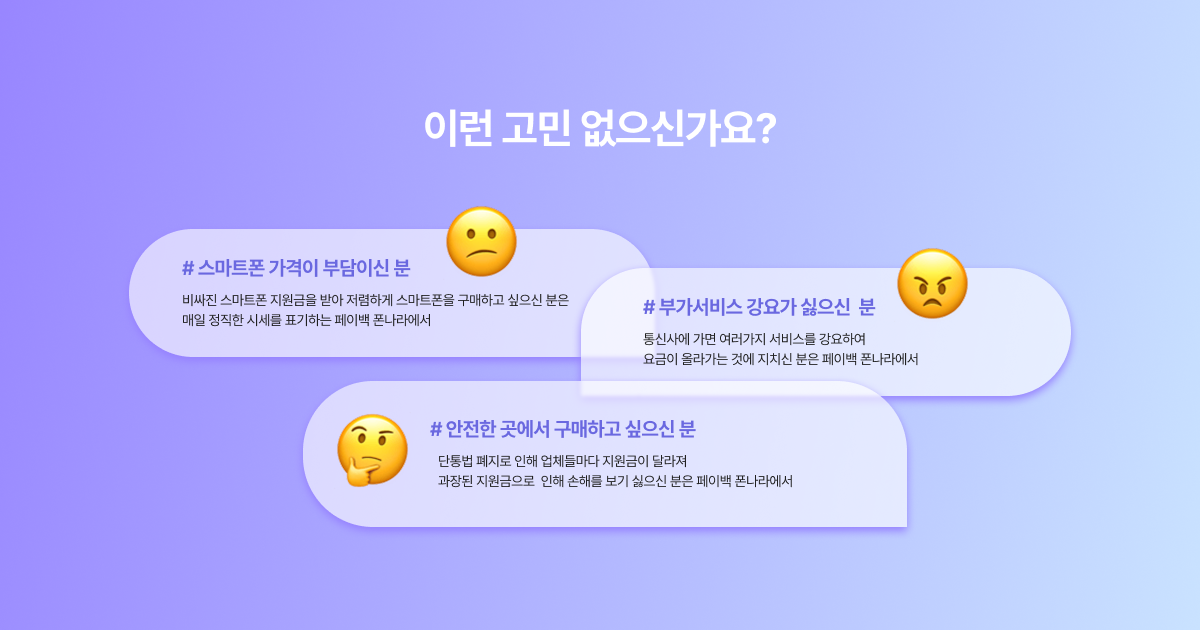 이런 고민 없으신가요?
# 스마트폰 가격이 부담이신 분
비싸진 스마트폰 지원금을 받아 저렴하게 스마트폰을 구매하고 싶으신 분은
매일 정직한 시세를 표기하는 페이백 폰나라에서
# 부가서비스 강요가 싫으신 분
통신사에 가면 여러가지 서비스를 강요하여
요금이 올라가는 것에 지치신 분은 페이백 폰나라에서
# 안전한 곳에서 구매하고 싶으신 분
단통법 폐지로 인해 업체들마다 지원금이 달라져
과장된 지원금으로 인해 손해를 보기 싫으신 분은 페이백 폰나라에서